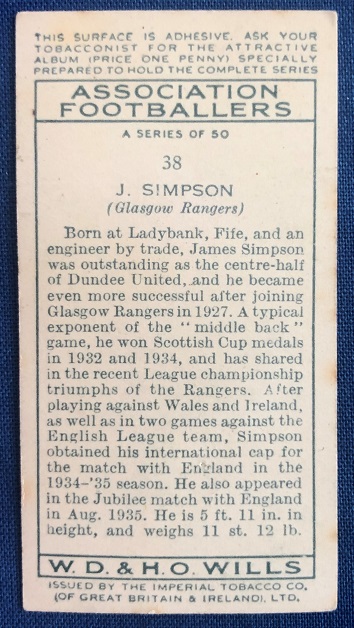 THIS SURFACE IS ADHESIVE. ASK YOUR
TOBACCONIST FOR THE ATTRACTIVE
ALBUM (PRICE ONE PENNY) SPECIALLY
PREPARED TO HOLD THE COMPLETE SERIES
ASSOCIATION
FOOTBALLERS
A SERIES OF 50
38
J. SIMPSON
(Glasgow Rangers)
Born at Ladybank, Fife, and an
engineer by trade, James Simpson
was outstanding as the centre-half
of Dundee United, and he became
even more successful after joining
Glasgow Rangers in 1927. A typical
exponent of the “middle back”
game, he won Scottish Cup medals
in 1932 and 1934, and has shared
in the recent League championship
triumphs of the Rangers. After
playing against Wales and Ireland,
as well as in two games against the
English League team, Simpson
obtained his international cap for
the match with England in the
1934-'35 season. He also appeared
in the Jubilee match with England
in Aug. 1935. He is 5 ft. 11 in. in
height, and weighs 11 st. 12 lb.
W. D. & H. O. WILLS
ISSUED BY THE IMPERIAL TOBACCO CO.
(OF GREAT BRITAIN & IRELAND), LTD.